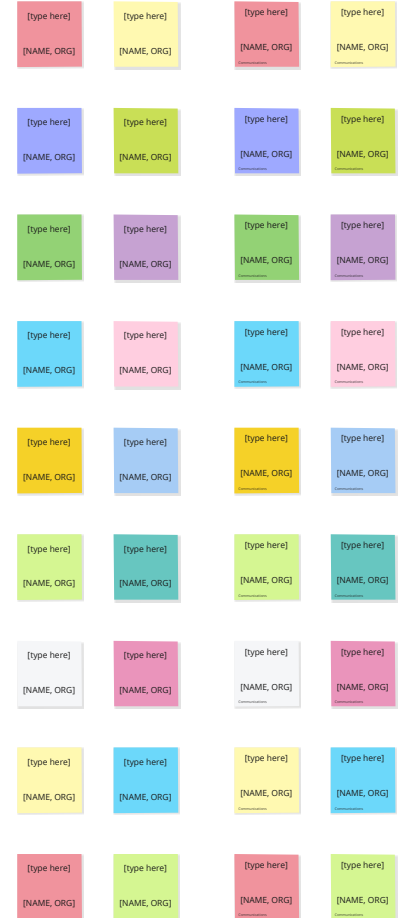 [type here] [type here] [type here] [type here]
[NAME, ORG] [NAME, ORG] [NAME, ORG] [NAME, ORG]
Communications Communications
[type here] [type here] [type here] [type here]
[NAME, ORG] [NAME, ORG] [NAME, ORG] [NAME, ORG]
Communications Communications
[type here] [type here] [type here] [type here]
[NAME, ORG] [NAME, ORG] [NAME, ORG] [NAME, ORG]
Communications Communications
[type here] [type here] [type here] [type here]
[NAME, ORG] [NAME, ORG] [NAME, ORG] [NAME, ORG]
Communications Communications
[type here] [type here] [type here] [type here]
[NAME, ORG] [NAME, ORG] [NAME, ORG] [NAME, ORG]
Communications Communications
[type here] [type here] [type here] [type here]
[NAME, ORG] [NAME, ORG] [NAME, ORG] [NAME, ORG]
Communications Communications
[type here] [type here] [type here] [type here]
[NAME, ORG] [NAME, ORG] [NAME, ORG] [NAME, ORG]
Communications Communications
[type here] [type here] [type here] [type here]
[NAME, ORG] [NAME, ORG] [NAME, ORG] [NAME, ORG]
Communications Communications
[type here] [type here] [type here] [type here]
[NAME, ORG] [NAME, ORG] [NAME, ORG] [NAME, ORG]
Communications Communications